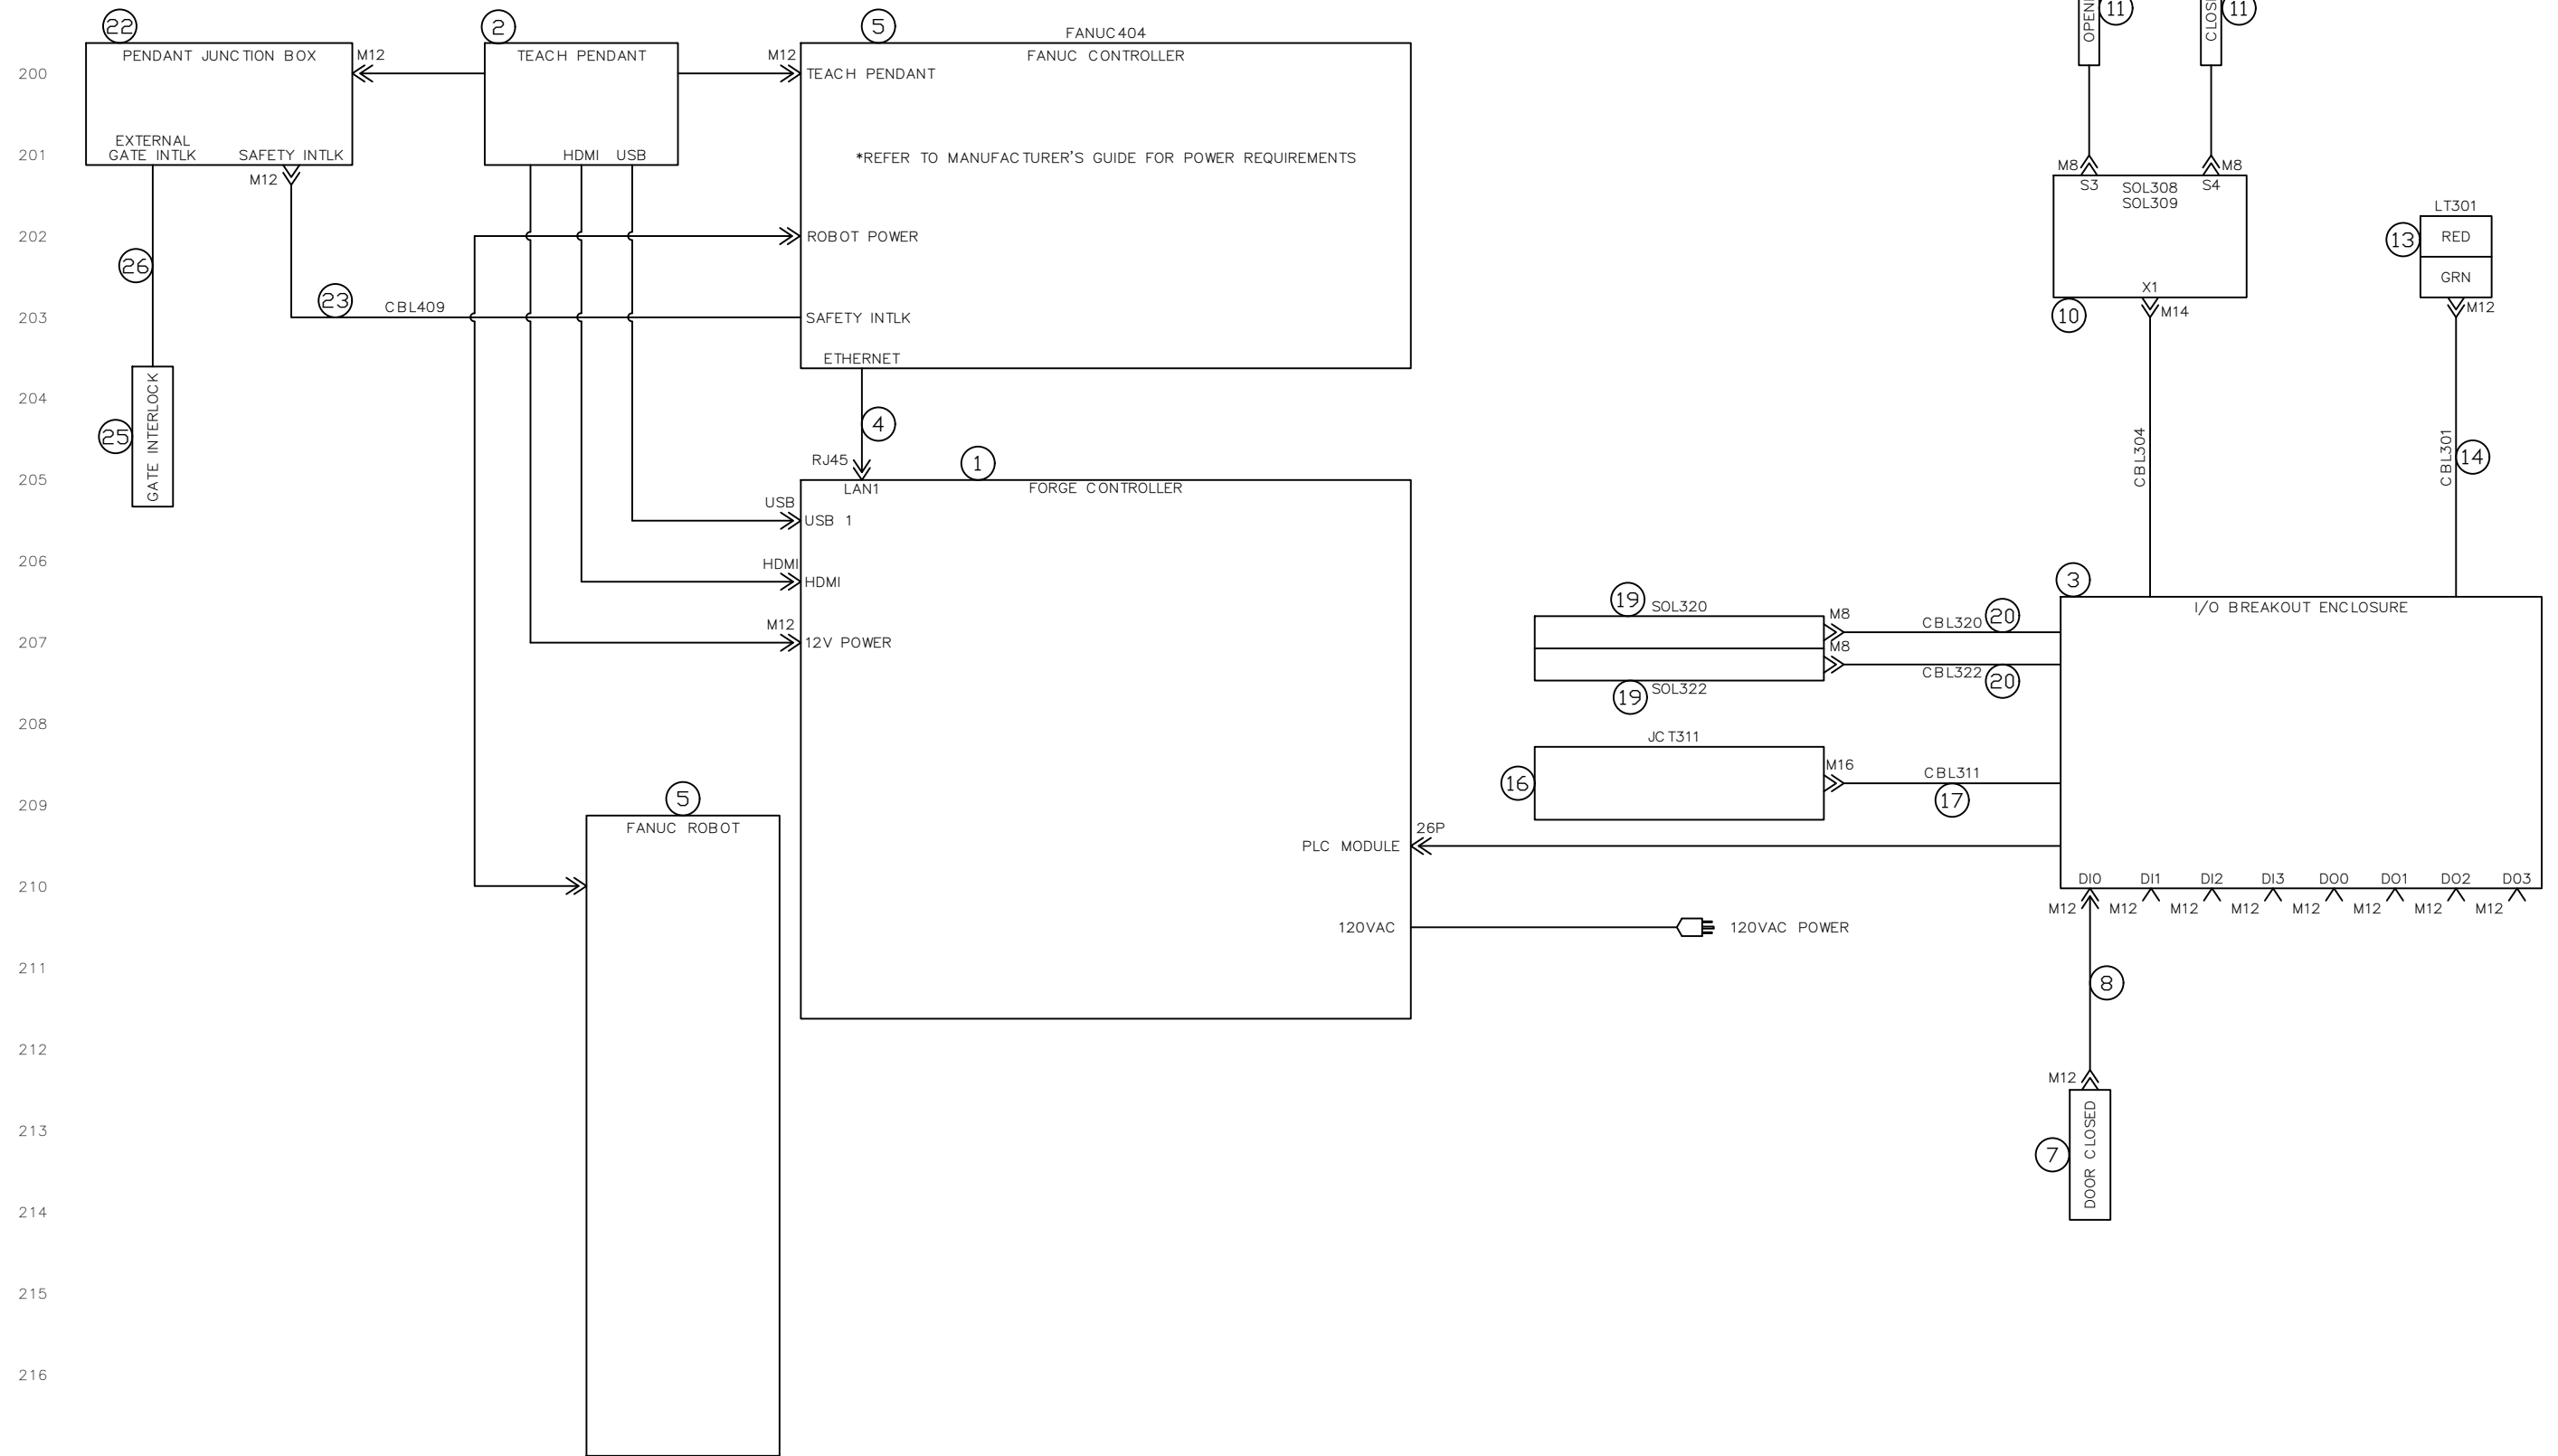 22
2
5
FANUC404
11
11
200
PENDANT JUNCTION BOX
M12
TEACH PENDANT
M12
TEACH PENDANT
FANUC CONTROLLER
EXTERNAL
GATE INTLK
SAFETY INTLK
HDMI
USB
201
*REFER TO MANUFACTURER'S GUIDE FOR POWER REQUIREMENTS
M12
M8
M8
S3
SOL308
SOL309
S4
X1
M14
10
LT301
13
RED
GRN
M12
202
ROBOT POWER
26
23
CBL409
203
SAFETY INTLK
ETHERNET
204
4
25
GATE INTERLOCK
CBL304
CBL301
14
205
RJ45
1
LAN1
FORGE CONTROLLER
USB
USB 1
206
HDMI
HDMI
3
I/O BREAKOUT ENCLOSURE
19
SOL320
M8
CBL320
20
207
M12
12V POWER
M8
CBL322
20
19
SOL322
208
JCT311
16
M16
CBL311
17
209
5
FANUC ROBOT
PLC MODULE
26P
210
DI0
DI1
DI2
DI3
DO0
DO1
DO2
DO3
M12
M12
M12
M12
M12
M12
M12
M12
120VAC
120VAC POWER
211
8
212
M12
213
7
DOOR CLOSED
214
215
216